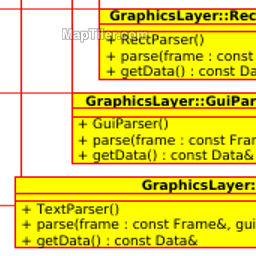 GraphicsLayer::Rec
MapTiler.com
+ RectParser()
+ parse(frame : const
+ getData() : const Da
GraphicsLayer::GuiPar
+ GuiParser()
+ parse(frame : const Fram
+ getData() : const Data&
GraphicsLayer::
+ TextParser()
+ parse(frame : const Frame&, gui
+ getData() : const Data&